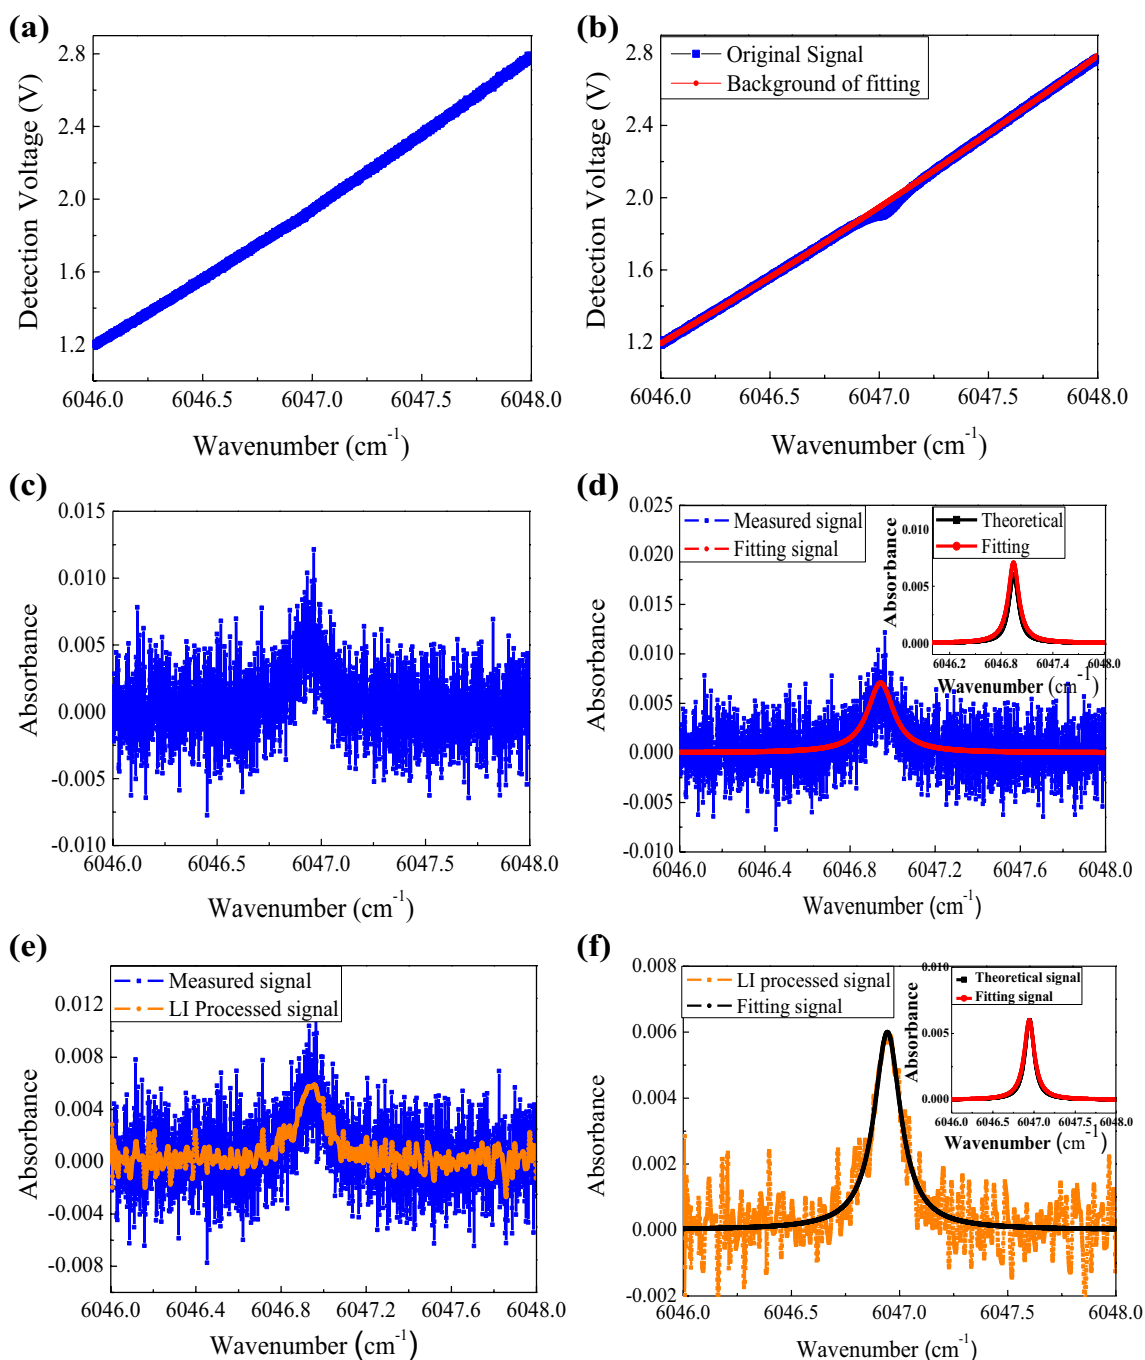 (a)
2.8
2.4
2.0
1.6
1.2
Detection Voltage (V)
6046.0 6046.5 6047.0 6047.5 6048.0
Wavenumber (cm-1)
(b)
Original Signal
Background of fitting
2.8
2.4
2.0
1.6
1.2
Detection Voltage (V)
6046.0 6046.5 6047.0 6047.5 6048.0
Wavenumber (cm-1)
(c)
0.015
0.010
0.005
0.000
-0.005
-0.010
Absorbance
6046.0 6046.5 6047.0 6047.5 6048.0
Wavenumber (cm-1)
(d)
Measured signal
Fitting signal
0.025
0.020
0.015
0.010
0.005
0.000
-0.005
-0.010
Absorbance
6046.0 6046.4 6046.8 6047.2 6047.6 6048.0
Wavenumber (cm-1)
Theoretical
Fitting
0.010
0.005
0.000
Absorbance
6046.2 6046.8 6047.4 6048.0
Wavenumber (cm-1)
(e)
Measured signal
LI Processed signal
0.012
0.008
0.004
0.000
-0.004
-0.008
Absorbance
6046.0 6046.4 6046.8 6047.2 6047.6 6048.0
Wavenumber (cm-1)
(f)
LI processed signal
Fitting signal
0.008
0.006
0.004
0.002
0.000
-0.002
Absorbance
6046.0 6046.5 6047.0 6047.5 6048.0
Wavenumber (cm-1)
Theoretical signal
Fitting signal
0.010
0.005
0.000
Absorbance
6046.0 6046.5 6047.0 6047.5 6048.0
Wavenumber (cm-1)